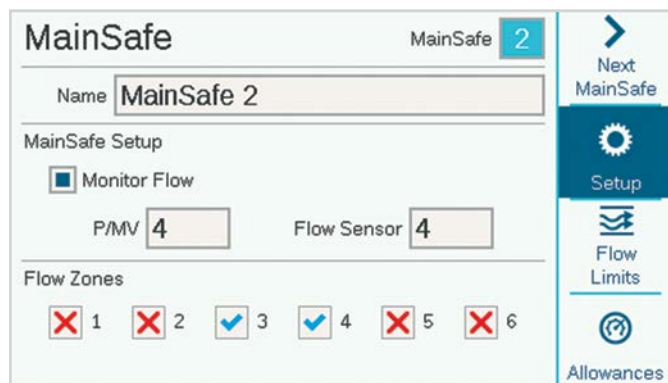 MainSafe
MainSafe 2
Name MainSafe 2
MainSafe Setup
Monitor Flow
P/MV 4 Flow Sensor 4
Flow Zones
1 2 3 4 5 6
Next
MainSafe
Setup
Flow
Limits
Allowances